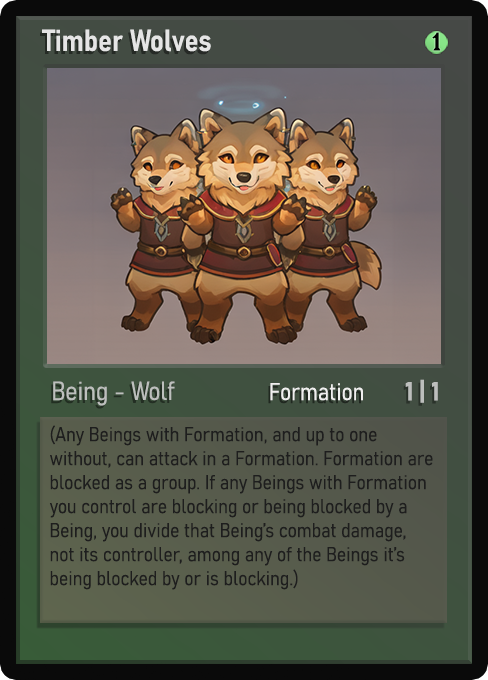 Timber Wolves
1
Being - Wolf Formation 1|1
(Any Beings with Formation, and up to one
without, can attack in a Formation. Formation are
blocked as a group. If any Beings with Formation
you control are blocking or being blocked by a
Being, you divide that Being's combat damage,
not its controller, among any of the Beings it's
being blocked by or is blocking.)